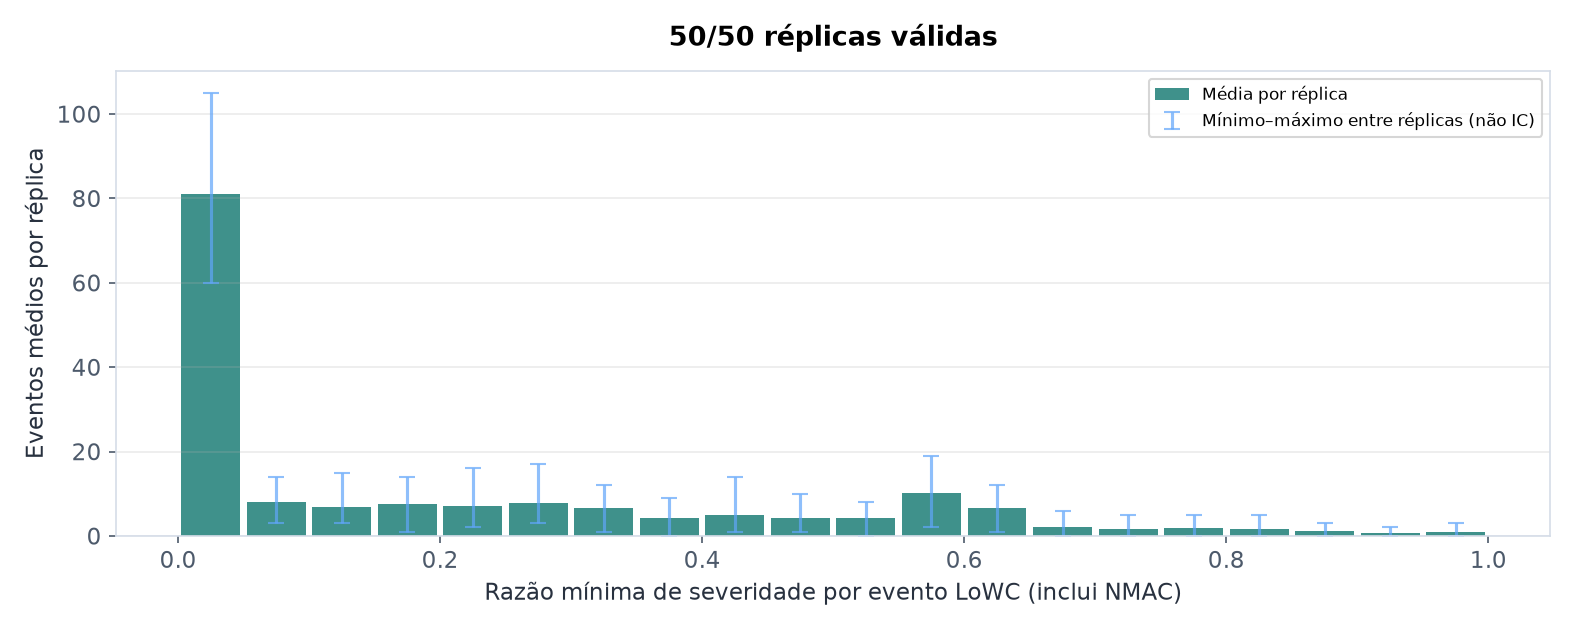 50/50 réplicas válidas
Média por réplica
Mínimo–máximo entre réplicas (não IC)
Eventos médios por réplica
100
80
60
40
20
0
0.0 0.2 0.4 0.6 0.8 1.0
Razão mínima de severidade por evento LoWC (inclui NMAC)